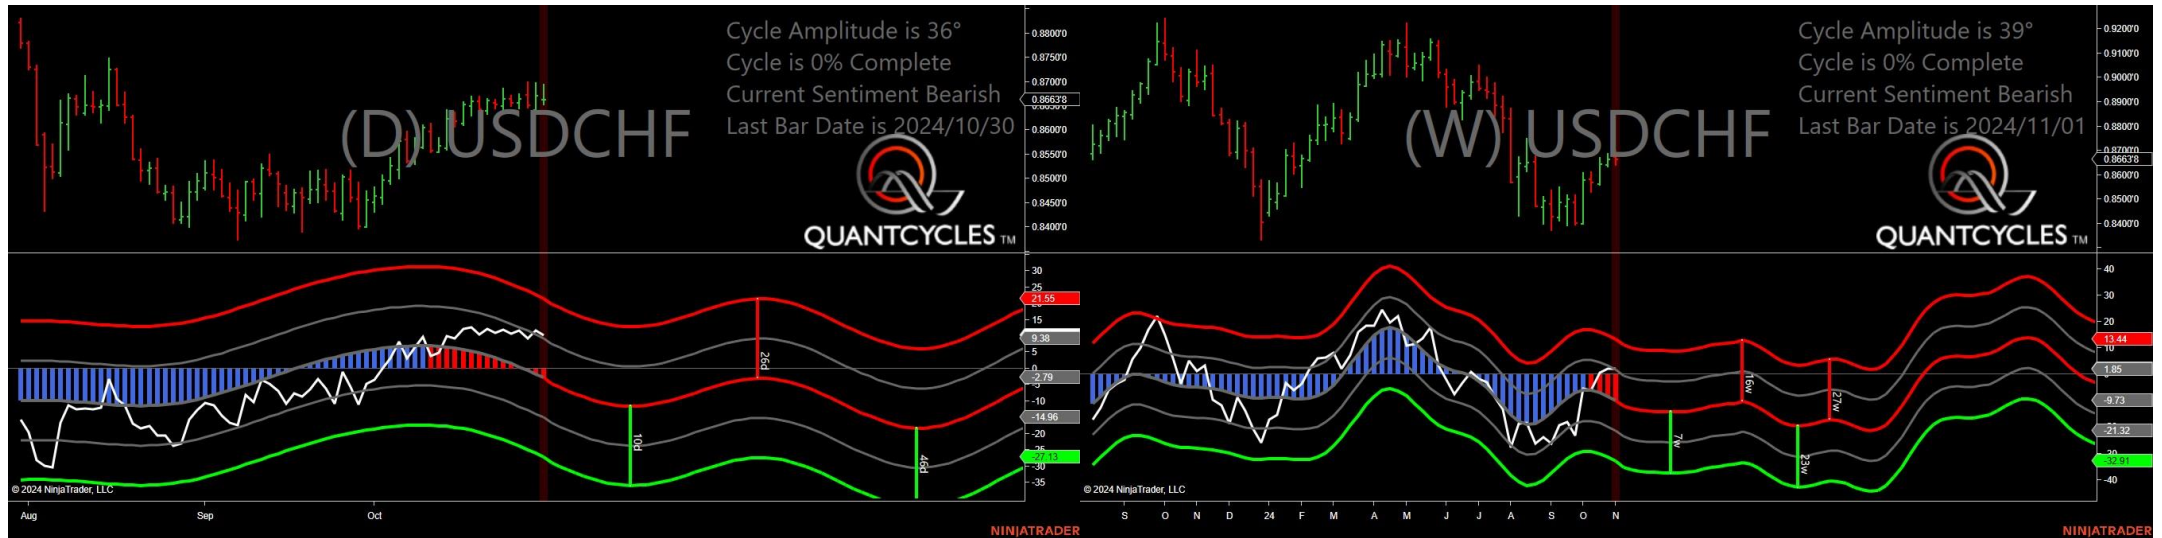 Cycle Amplitude is 36°
Cycle is 0% Complete
Current Sentiment Bearish
Last Bar Date is 2024/10/30
(D) USDCHF
QUANTCYCLES TM
0.8800'0
0.8750'0
0.8700'0
0.8663'8
0.8600'0
0.8550'0
0.8500'0
0.8450'0
0.8400'0
30
25
21.55
15
9.38
5
0
-2.79
-10
-14.96
-20
-27.13
-30
-35
10d
26d
46d
© 2024 NinjaTrader, LLC
Aug
Sep
Oct
NINJATRADER
Cycle Amplitude is 39°
Cycle is 0% Complete
Current Sentiment Bearish
Last Bar Date is 2024/11/01
(W) USDCHF
QUANTCYCLES TM
0.9200'0
0.9100'0
0.9000'0
0.8900'0
0.8800'0
0.8700'0
0.8663'8
0.8600'0
0.8500'0
0.8400'0
40
30
20
13.44
10
1.85
-9.73
-21.32
-32.91
-40
7w
16w
23w
27w
© 2024 NinjaTrader, LLC
S
O
N
D
24
F
M
A
M
J
J
A
S
O
N
NINJATRADER